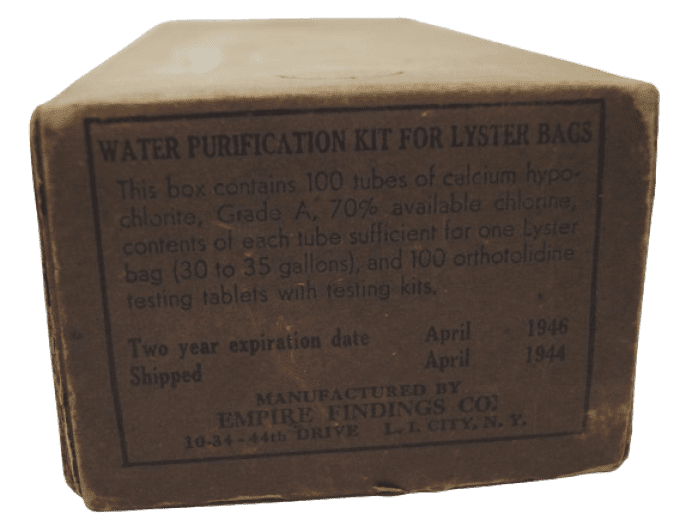 WATER PURIFICATION KIT FOR LYSTER BAGS
This box contains 100 tubes of calcium hypo-
chlorite, Grade A, 70% available chlorine,
contents of each tube sufficient for one Lyster
bag (30 to 35 gallons), and 100 orthotolidine
testing tablets with testing kits.
Two year expiration date April 1946
Shipped April 1944
MANUFACTURED BY
EMPIRE FINDINGS CO.
10-34 - 44th DRIVE L. I. CITY, N. Y.